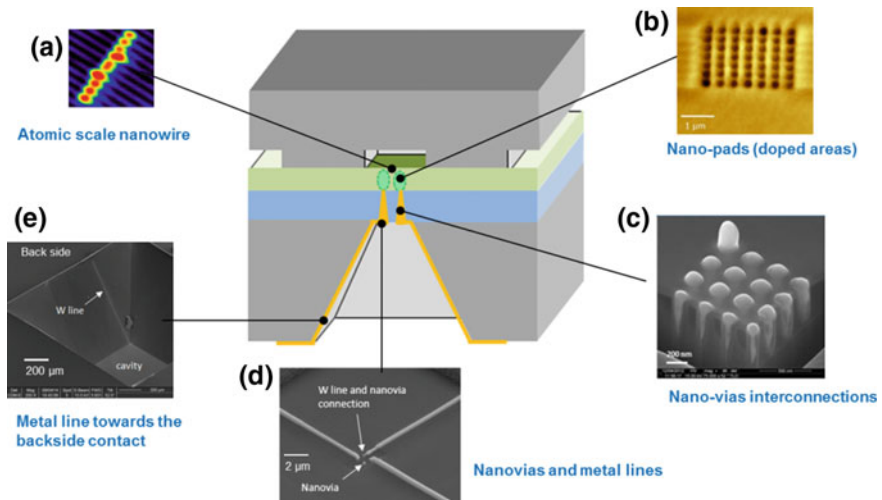 (a)
Atomic scale nanowire
(b)
1 µm
Nano-pads (doped areas)
(e)
Back side
W line
200 µm
cavity
Metal line towards the
backside contact
(c)
200 nm
Nano-vias interconnections
(d)
W line and nanovia
connection
2 µm
Nanovia
Nanovias and metal lines